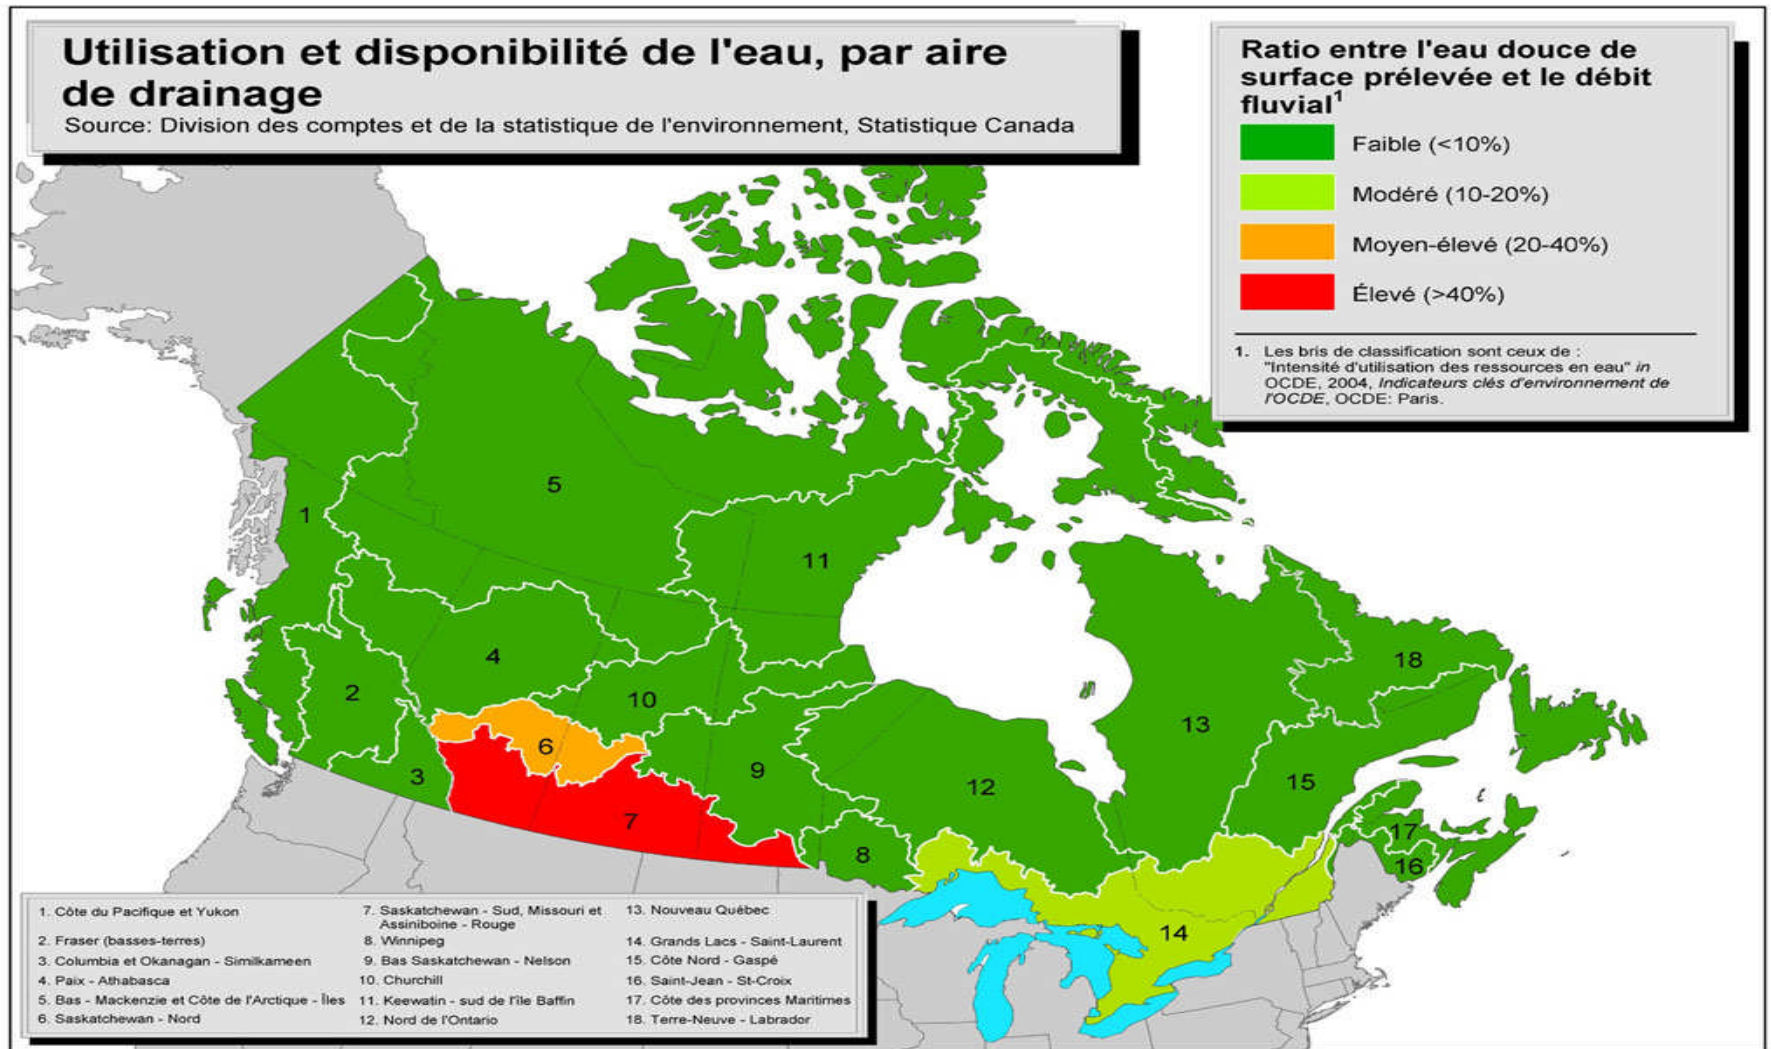 Utilisation et disponibilité de l'eau, par aire
de drainage
Source: Division des comptes et de la statistique de l'environnement, Statistique Canada
Ratio entre l'eau douce de
surface prélevée et le débit
fluvial1
Faible (<10%)
Modéré (10-20%)
Moyen-élevé (20-40%)
Élevé (>40%)
1. Les bris de classification sont ceux de :
"Intensité d'utilisation des ressources en eau" in
OCDE, 2004, Indicateurs clés d'environnement de
l'OCDE, OCDE: Paris.
5
1
11
4
18
2
10
13
6
3
9
15
12
7
17
8
16
14
1. Côte du Pacifique et Yukon
2. Fraser (basses-terres)
3. Columbia et Okanagan - Similkameen
4. Paix - Athabasca
5. Bas - Mackenzie et Côte de l'Arctique - Îles
6. Saskatchewan - Nord
7. Saskatchewan - Sud, Missouri et
Assiniboine - Rouge
8. Winnipeg
9. Bas Saskatchewan - Nelson
10. Churchill
11. Keewatin - sud de l'île Baffin
12. Nord de l'Ontario
13. Nouveau Québec
14. Grands Lacs - Saint-Laurent
15. Côte Nord - Gaspé
16. Saint-Jean - St-Croix
17. Côte des provinces Maritimes
18. Terre-Neuve - Labrador